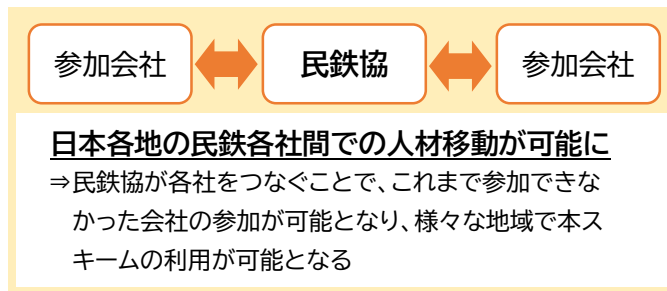 参加会社 民鉄協 参加会社
日本各地の民鉄各社間での人材移動が可能に
⇒民鉄協が各社をつなぐことで、これまで参加できな
かった会社の参加が可能となり、様々な地域で本ス
キームの利用が可能となる